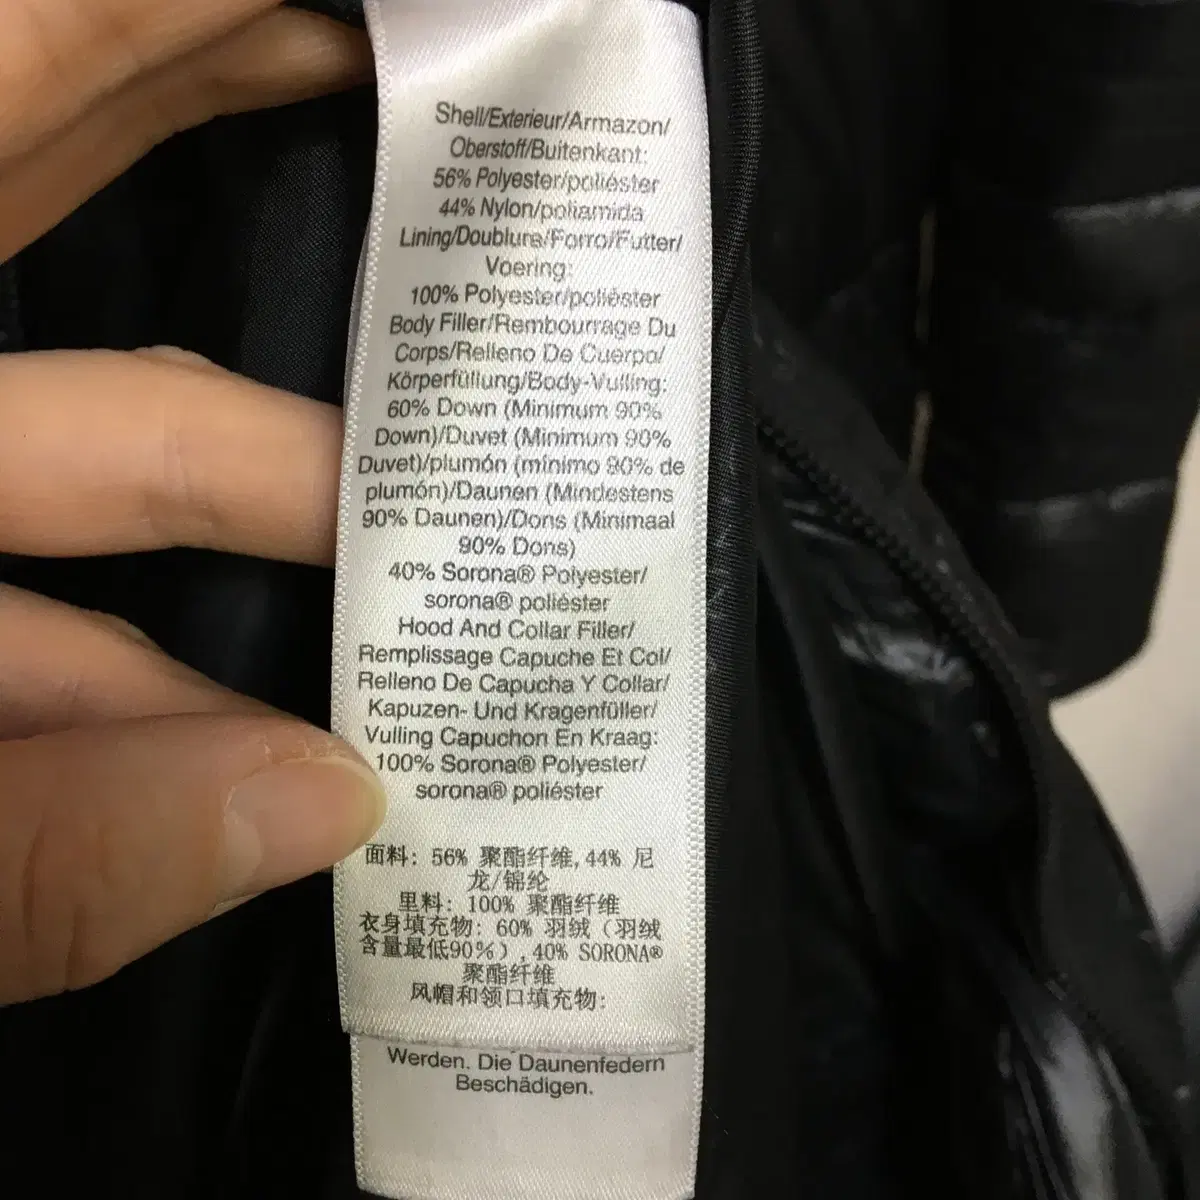 Shell/Exterieur/Armazon/
Oberstoff/Buitenkant:
56% Polyester/poliéster
44% Nylon/poliamida
Lining/Doublure/Forro/Futter/
Voering:
100% Polyester/poliéster
Body Filler/Rembourrage Du
Corps/Relleno De Cuerpo/
Körperfüllung/Body-Vulling:
60% Down (Minimum 90%
Down)/Duvet (Minimum 90%
Duvet)/plumón (mínimo 90% de
plumón)/Daunen (Mindestens
90% Daunen)/Dons (Minimaal
90% Dons)
40% Sorona® Polyester/
sorona® poliéster
Hood And Collar Filler/
Remplissage Capuche Et Col/
Relleno De Capucha Y Collar/
Kapuzen- Und Kragenfüller/
Vulling Capuchon En Kraag:
100% Sorona® Polyester/
sorona® poliéster
面料: 56% 聚酯纤维,44% 尼
龙/锦纶
里料: 100% 聚酯纤维
衣身填充物: 60% 羽绒（羽绒
含量最低90%）,40% SORONA®
聚酯纤维
风帽和领口填充物:
Werden. Die Daunenfedern
Beschädigen.